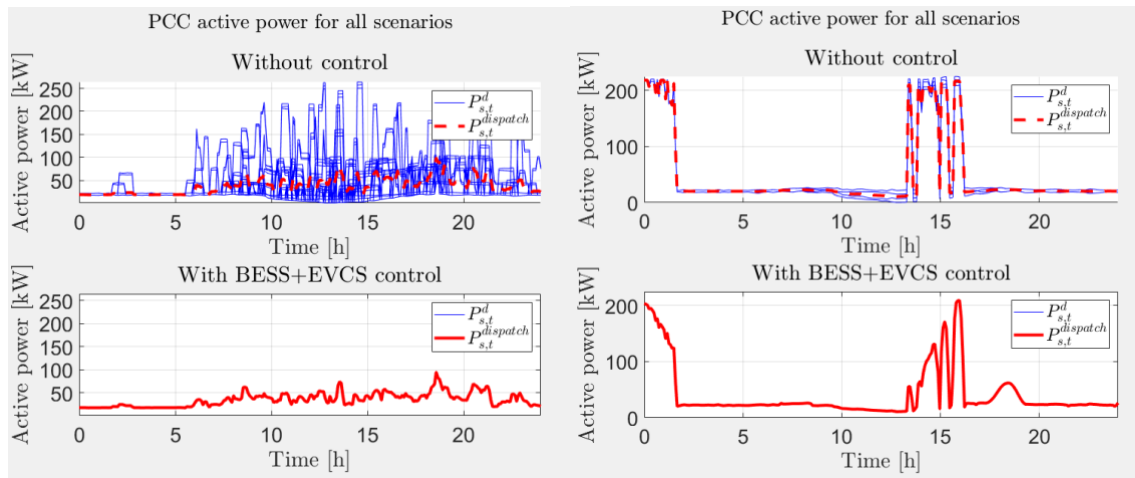 PCC active power for all scenarios
Without control
Active power [kW]
250
200
150
100
50
P^d_{s,t}
P^{dispatch}_{s,t}
0 5 10 15 20
Time [h]
With BESS+EVCS control
Active power [kW]
250
200
150
100
50
P^d_{s,t}
P^{dispatch}_{s,t}
0 5 10 15 20
Time [h]
PCC active power for all scenarios
Without control
Active power [kW]
200
100
0
P^d_{s,t}
P^{dispatch}_{s,t}
0 5 10 15 20
Time [h]
With BESS+EVCS control
Active power [kW]
200
100
0
P^d_{s,t}
P^{dispatch}_{s,t}
0 5 10 15 20
Time [h]